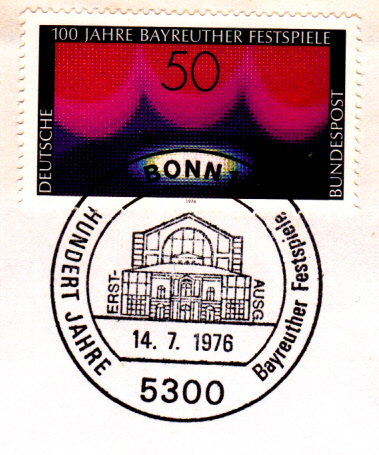 100 JAHRE BAYREUTHER FESTSPIELE
50
DEUTSCHE
BUNDESPOST
1976
BONN 1
HUNDERT JAHRE
Bayreuther Festspiele
ERST-
AUSG.
14. 7. 1976
5300